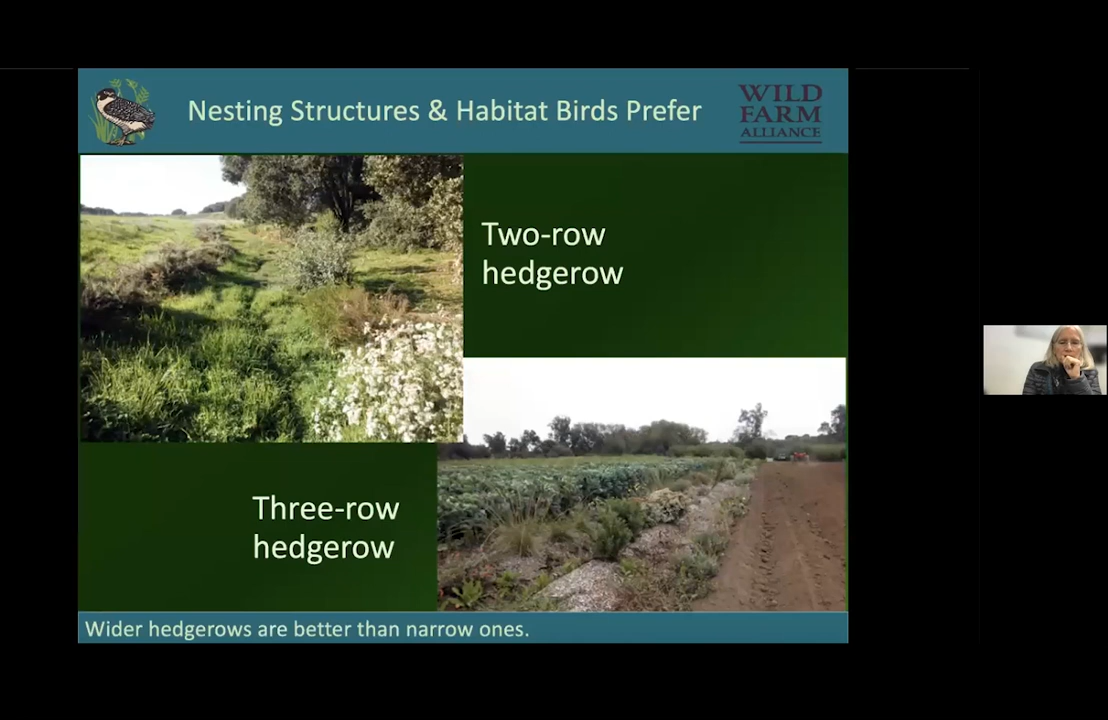 Nesting Structures & Habitat Birds Prefer
WILD
FARM
ALLIANCE
Two-row
hedgerow
Three-row
hedgerow
Wider hedgerows are better than narrow ones.